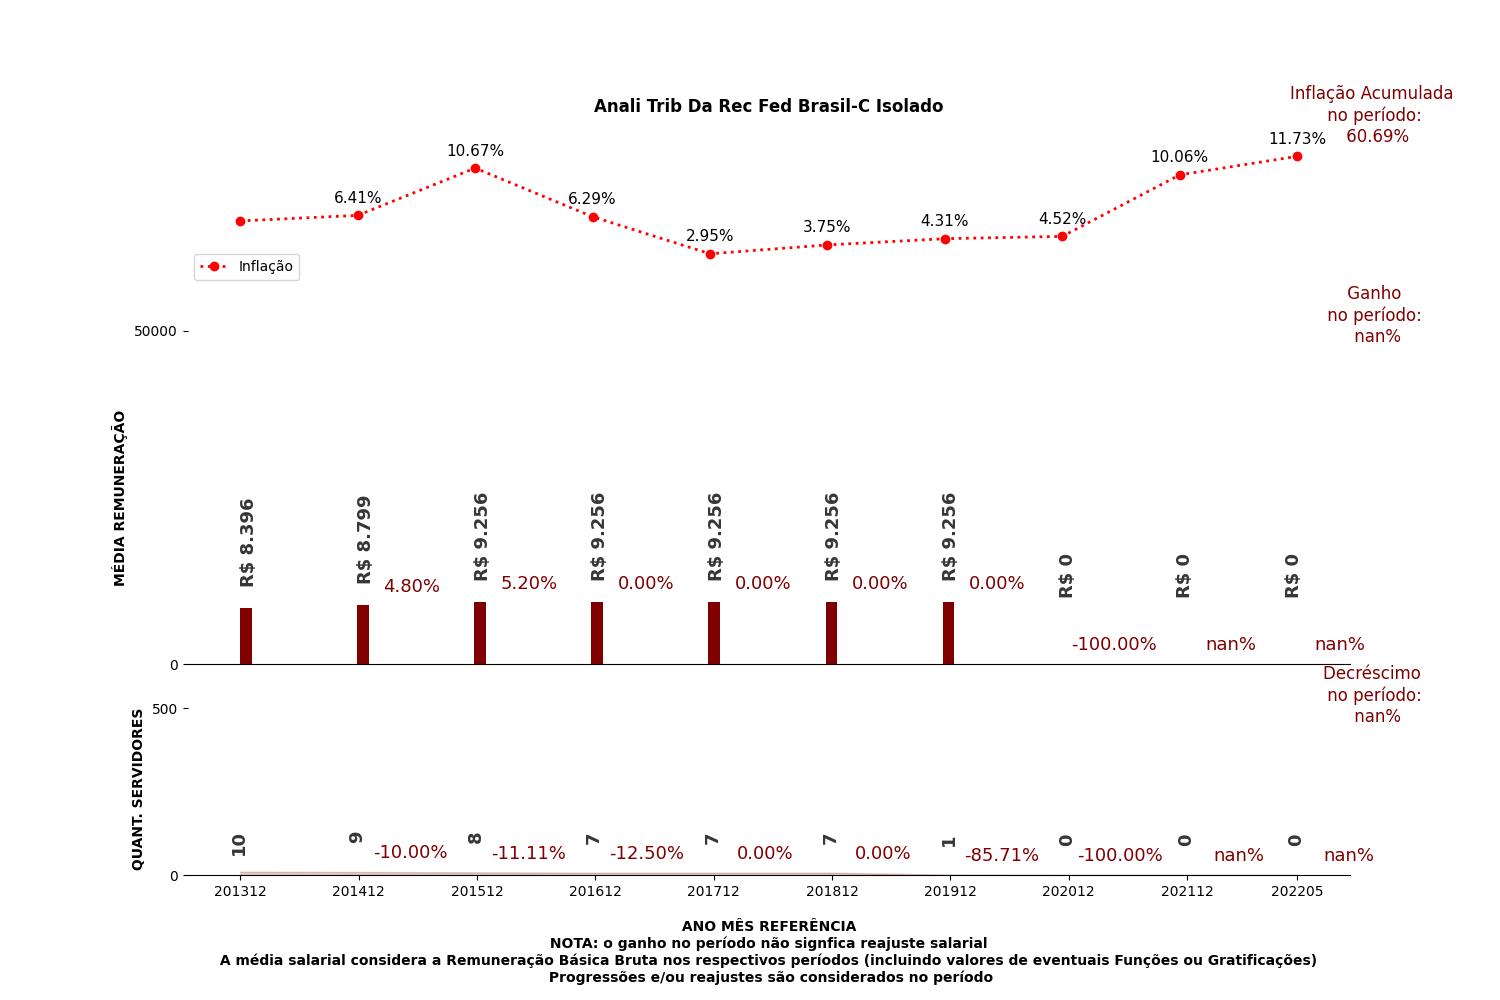 Anali Trib Da Rec Fed Brasil-C Isolado
Inflação Acumulada
no período:
60.69%
6.41%
10.67%
6.29%
2.95%
3.75%
4.31%
4.52%
10.06%
11.73%
Inflação
Ganho
no período:
nan%
50000
0
MÉDIA REMUNERAÇÃO
R$ 8.396
R$ 8.799
R$ 9.256
R$ 9.256
R$ 9.256
R$ 9.256
R$ 9.256
R$ 0
R$ 0
R$ 0
4.80%
5.20%
0.00%
0.00%
0.00%
0.00%
-100.00%
nan%
nan%
Decréscimo
no período:
nan%
500
0
QUANT. SERVIDORES
10
9
8
7
7
7
1
0
0
0
-10.00%
-11.11%
-12.50%
0.00%
0.00%
-85.71%
-100.00%
nan%
nan%
201312
201412
201512
201612
201712
201812
201912
202012
202112
202205
ANO MÊS REFERÊNCIA
NOTA: o ganho no período não signfica reajuste salarial
A média salarial considera a Remuneração Básica Bruta nos respectivos períodos (incluindo valores de eventuais Funções ou Gratificações)
Progressões e/ou reajustes são considerados no período